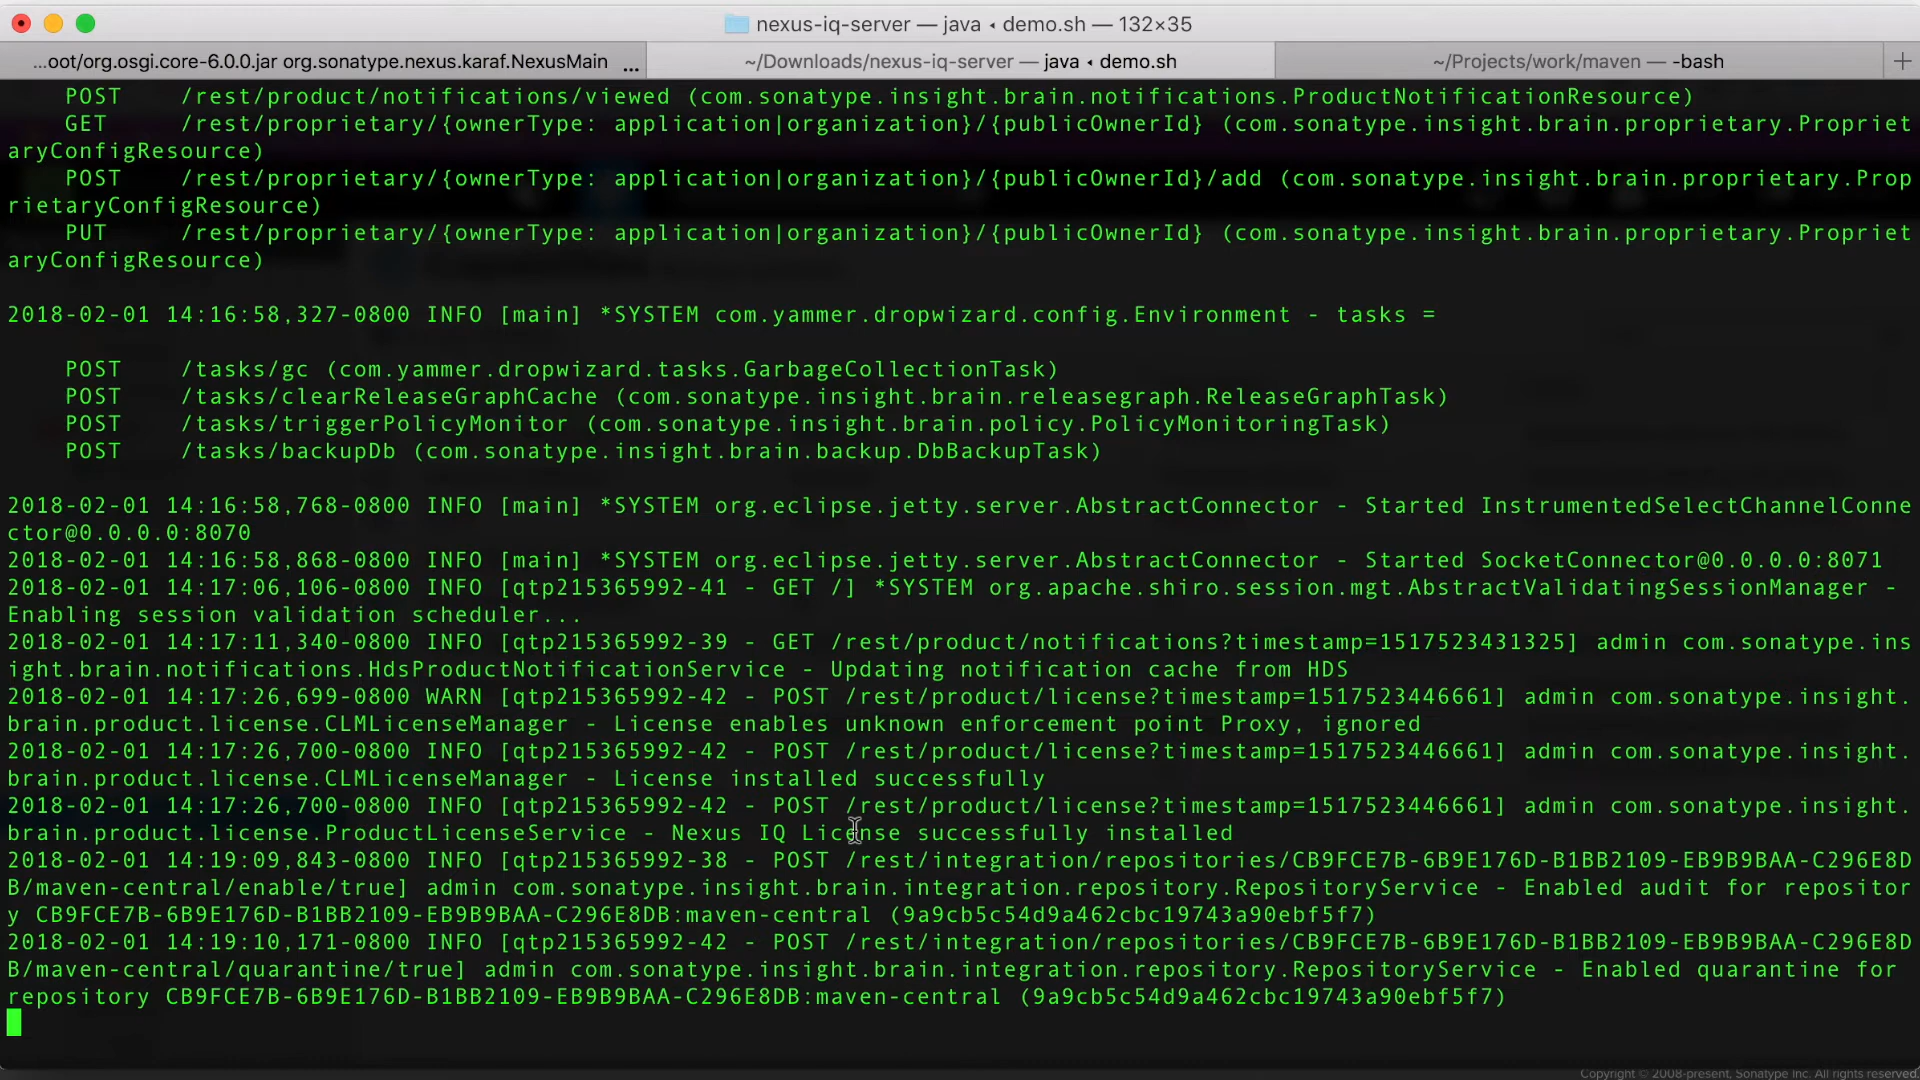 nexus-iq-server — java ◂ demo.sh — 132×35
...oot/org.osgi.core-6.0.0.jar org.sonatype.nexus.karaf.NexusMain ...
~/Downloads/nexus-iq-server — java ◂ demo.sh
~/Projects/work/maven — -bash
POST /rest/product/notifications/viewed (com.sonatype.insight.brain.notifications.ProductNotificationResource)
GET /rest/proprietary/{ownerType: application|organization}/{publicOwnerId} (com.sonatype.insight.brain.proprietary.Propriet
aryConfigResource)
POST /rest/proprietary/{ownerType: application|organization}/{publicOwnerId}/add (com.sonatype.insight.brain.proprietary.Prop
rietaryConfigResource)
PUT /rest/proprietary/{ownerType: application|organization}/{publicOwnerId} (com.sonatype.insight.brain.proprietary.Propriet
aryConfigResource)
2018-02-01 14:16:58,327-0800 INFO [main] *SYSTEM com.yammer.dropwizard.config.Environment - tasks =
POST /tasks/gc (com.yammer.dropwizard.tasks.GarbageCollectionTask)
POST /tasks/clearReleaseGraphCache (com.sonatype.insight.brain.releasegraph.ReleaseGraphTask)
POST /tasks/triggerPolicyMonitor (com.sonatype.insight.brain.policy.PolicyMonitoringTask)
POST /tasks/backupDb (com.sonatype.insight.brain.backup.DbBackupTask)
2018-02-01 14:16:58,768-0800 INFO [main] *SYSTEM org.eclipse.jetty.server.AbstractConnector - Started InstrumentedSelectChannelConne
ctor@0.0.0.0:8070
2018-02-01 14:16:58,868-0800 INFO [main] *SYSTEM org.eclipse.jetty.server.AbstractConnector - Started SocketConnector@0.0.0.0:8071
2018-02-01 14:17:06,106-0800 INFO [qtp215365992-41 - GET /] *SYSTEM org.apache.shiro.session.mgt.AbstractValidatingSessionManager -
Enabling session validation scheduler...
2018-02-01 14:17:11,340-0800 INFO [qtp215365992-39 - GET /rest/product/notifications?timestamp=1517523431325] admin com.sonatype.ins
ight.brain.notifications.HdsProductNotificationService - Updating notification cache from HDS
2018-02-01 14:17:26,699-0800 WARN [qtp215365992-42 - POST /rest/product/license?timestamp=1517523446661] admin com.sonatype.insight.
brain.product.license.CLMLicenseManager - License enables unknown enforcement point Proxy, ignored
2018-02-01 14:17:26,700-0800 INFO [qtp215365992-42 - POST /rest/product/license?timestamp=1517523446661] admin com.sonatype.insight.
brain.product.license.CLMLicenseManager - License installed successfully
2018-02-01 14:17:26,700-0800 INFO [qtp215365992-42 - POST /rest/product/license?timestamp=1517523446661] admin com.sonatype.insight.
brain.product.license.ProductLicenseService - Nexus IQ License successfully installed
2018-02-01 14:19:09,843-0800 INFO [qtp215365992-38 - POST /rest/integration/repositories/CB9FCE7B-6B9E176D-B1BB2109-EB9B9BAA-C296E8D
B/maven-central/enable/true] admin com.sonatype.insight.brain.integration.repository.RepositoryService - Enabled audit for repositor
y CB9FCE7B-6B9E176D-B1BB2109-EB9B9BAA-C296E8DB:maven-central (9a9cb5c54d9a462cbc19743a90ebf5f7)
2018-02-01 14:19:10,171-0800 INFO [qtp215365992-42 - POST /rest/integration/repositories/CB9FCE7B-6B9E176D-B1BB2109-EB9B9BAA-C296E8D
B/maven-central/quarantine/true] admin com.sonatype.insight.brain.integration.repository.RepositoryService - Enabled quarantine for
repository CB9FCE7B-6B9E176D-B1BB2109-EB9B9BAA-C296E8DB:maven-central (9a9cb5c54d9a462cbc19743a90ebf5f7)
Copyright © 2008-present, Sonatype Inc. All rights reserved.